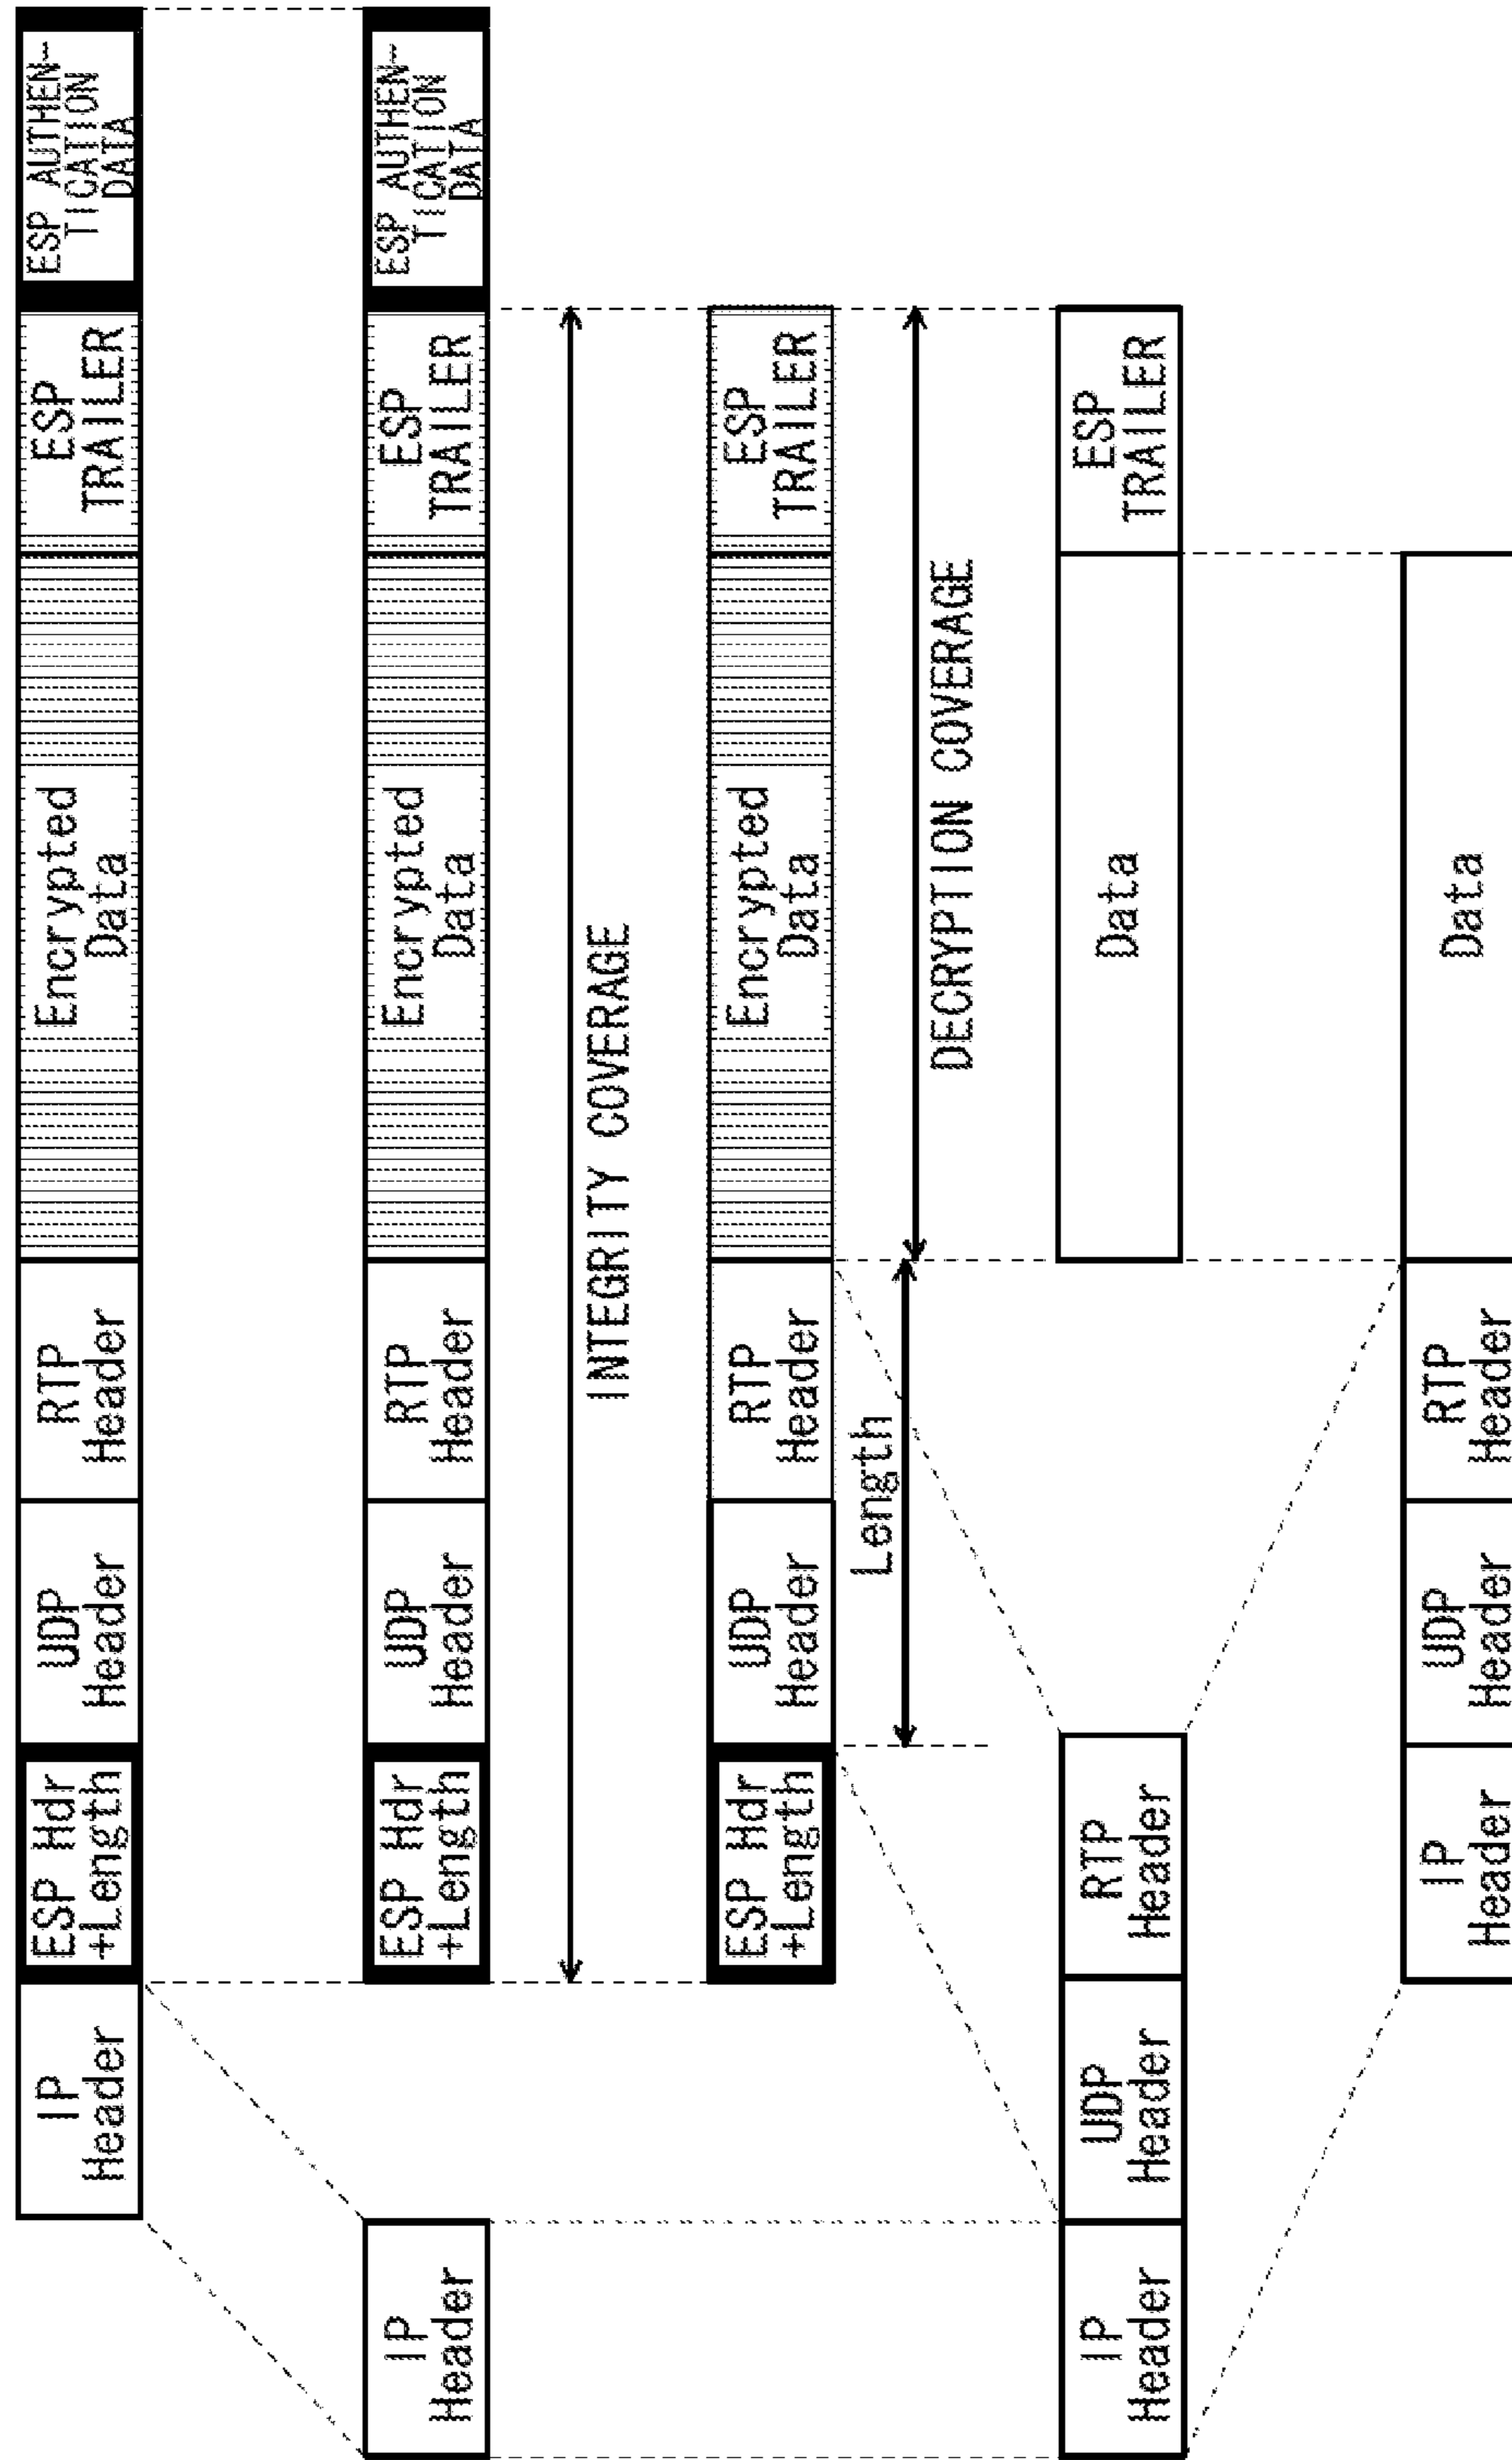 IP
Header
ESP Hdr
+Length
UDP
Header
RTP
Header
Encrypted
Data
ESP
TRAILER
ESP AUTHEN-
TICATION
DATA
IP
Header
ESP Hdr
+Length
UDP
Header
RTP
Header
Encrypted
Data
ESP
TRAILER
ESP AUTHEN-
TICATION
DATA
INTEGRITY COVERAGE
ESP Hdr
+Length
UDP
Header
RTP
Header
Encrypted
Data
ESP
TRAILER
Length
DECRYPTION COVERAGE
IP
Header
UDP
Header
RTP
Header
Data
ESP
TRAILER
IP
Header
UDP
Header
RTP
Header
Data